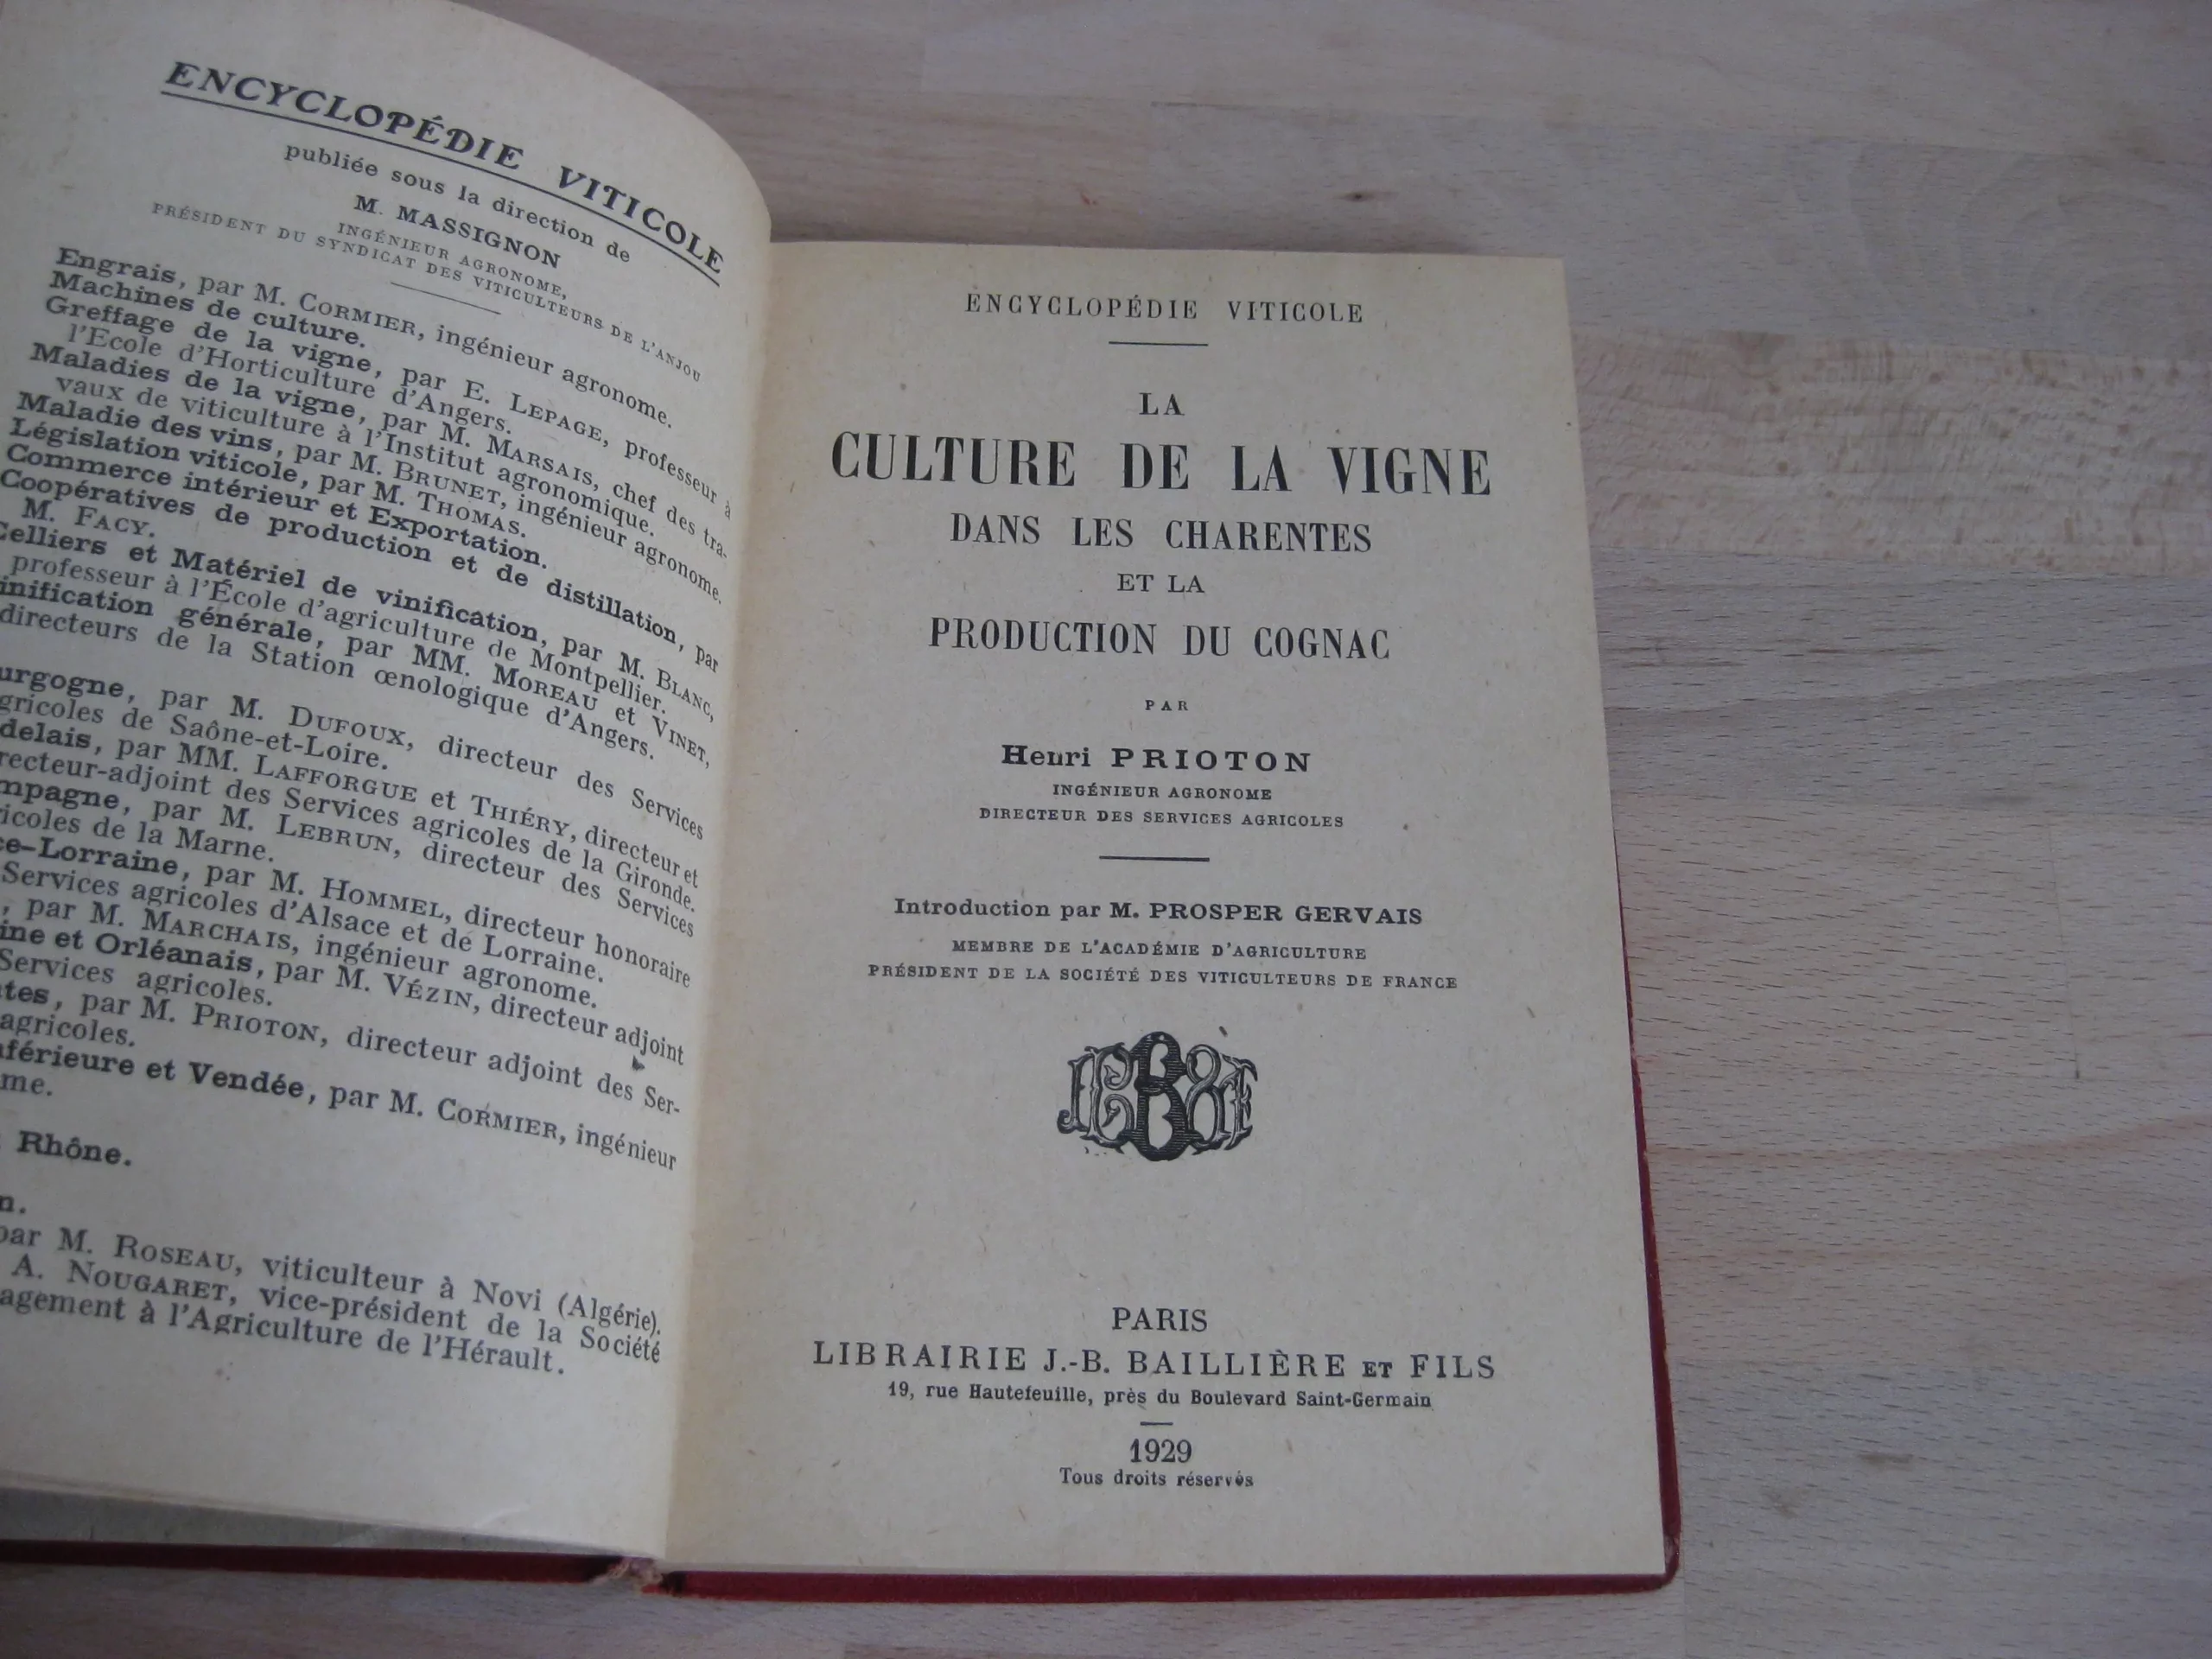 ENCYCLOPÉDIE VITICOLE
publiée sous la direction de
M. MASSIGNON
INGÉNIEUR AGRONOME,
PRÉSIDENT DU SYNDICAT DES VITICULTEURS DE L'ANJOU
Engrais, par M. CORMIER, ingénieur agronome.
Machines de culture.
Greffage de la vigne, par E. LEPAGE, professeur à
l'Ecole d'Horticulture d'Angers.
Maladies de la vigne, par M. MARSAIS, chef des tra-
vaux de viticulture à l'Institut agronomique.
Maladie des vins, par M. BRUNET, ingénieur agronome.
Législation viticole, par M. THOMAS.
Commerce intérieur et Exportation.
Coopératives de production et de distillation, par
M. FACY.
Celliers et Matériel de vinification, par M. BLANC,
professeur à l'École d'agriculture de Montpellier.
inification générale, par MM. MOREAU et VINET,
directeurs de la Station œnologique d'Angers.
urgogne, par M. DUFOUX, directeur des Services
gricoles de Saône-et-Loire.
delais, par MM. LAFFORGUE et THIÉRY, directeur et
recteur-adjoint des Services agricoles de la Gironde.
mpagne, par M. LEBRUN, directeur des Services
icoles de la Marne.
ce-Lorraine, par M. HOMMEL, directeur honoraire
Services agricoles d'Alsace et de Lorraine.
, par M. MARCHAIS, ingénieur agronome.
ine et Orléanais, par M. VÉZIN, directeur adjoint
Services agricoles.
tes, par M. PRIOTON, directeur adjoint des Ser-
agricoles.
férieure et Vendée, par M. CORMIER, ingénieur
me.
Rhône.
n.
par M. ROSEAU, viticulteur à Novi (Algérie).
A. NOUGARET, vice-président de la Société
agement à l'Agriculture de l'Hérault.
ENCYCLOPÉDIE VITICOLE
LA
CULTURE DE LA VIGNE
DANS LES CHARENTES
ET LA
PRODUCTION DU COGNAC
PAR
Henri PRIOTON
INGÉNIEUR AGRONOME
DIRECTEUR DES SERVICES AGRICOLES
Introduction par M. PROSPER GERVAIS
MEMBRE DE L'ACADÉMIE D'AGRICULTURE
PRÉSIDENT DE LA SOCIÉTÉ DES VITICULTEURS DE FRANCE
PARIS
LIBRAIRIE J.-B. BAILLIÈRE ET FILS
19, rue Hautefeuille, près du Boulevard Saint-Germain
1929
Tous droits réservés